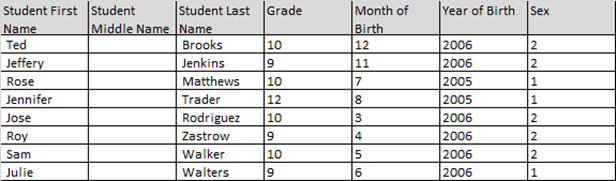 Student First Name Student Middle Name Student Last Name Grade Month of Birth Year of Birth Sex
Ted Brooks 10 12 2006 2
Jeffery Jenkins 9 11 2006 2
Rose Matthews 10 7 2005 1
Jennifer Trader 12 8 2005 1
Jose Rodriguez 10 3 2006 2
Roy Zastrow 9 4 2006 2
Sam Walker 10 5 2006 2
Julie Walters 9 6 2006 1